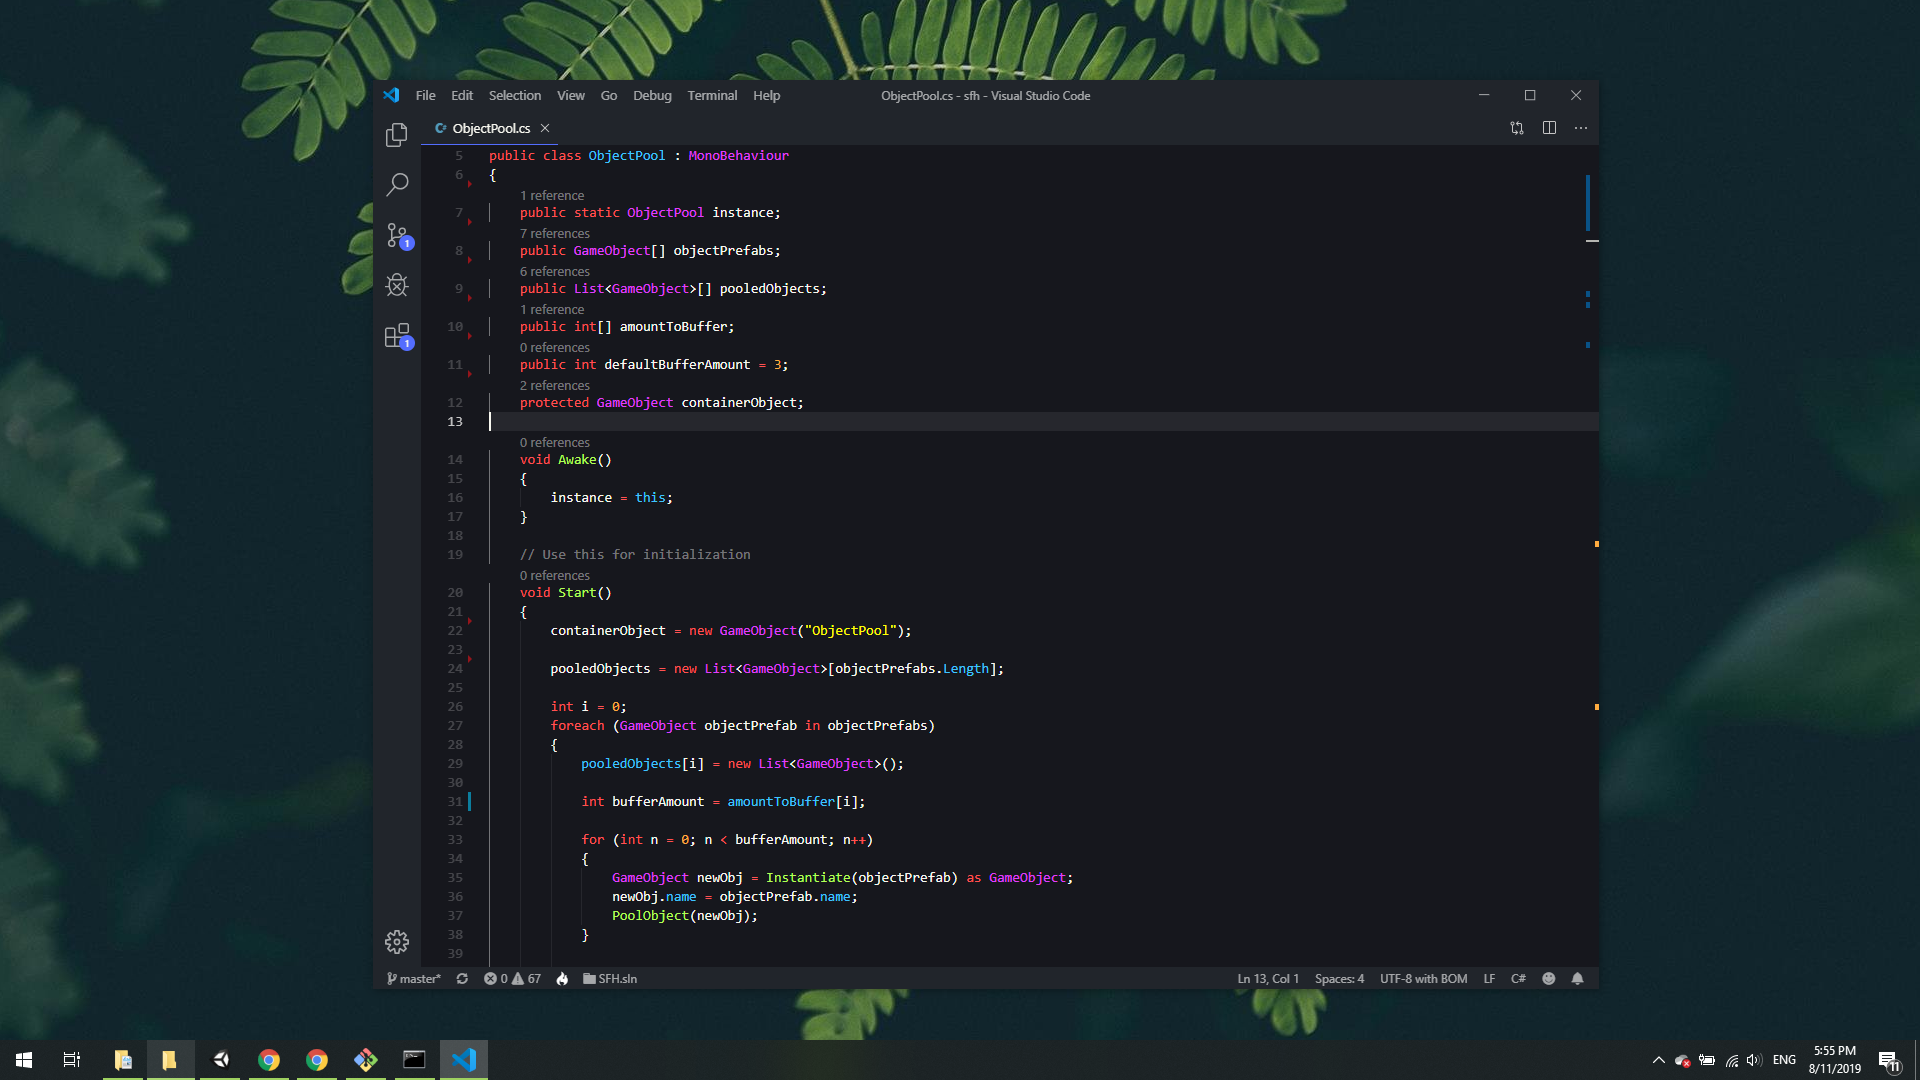 File Edit Selection View Go Debug Terminal Help ObjectPool.cs - sfh - Visual Studio Code
ObjectPool.cs
5 public class ObjectPool : MonoBehaviour
6 {
1 reference
7 public static ObjectPool instance;
7 references
8 public GameObject[] objectPrefabs;
6 references
9 public List<GameObject>[] pooledObjects;
1 reference
10 public int[] amountToBuffer;
0 references
11 public int defaultBufferAmount = 3;
2 references
12 protected GameObject containerObject;
13
0 references
14 void Awake()
15 {
16 instance = this;
17 }
18
19 // Use this for initialization
0 references
20 void Start()
21 {
22 containerObject = new GameObject("ObjectPool");
23
24 pooledObjects = new List<GameObject>[objectPrefabs.Length];
25
26 int i = 0;
27 foreach (GameObject objectPrefab in objectPrefabs)
28 {
29 pooledObjects[i] = new List<GameObject>();
30
31 int bufferAmount = amountToBuffer[i];
32
33 for (int n = 0; n < bufferAmount; n++)
34 {
35 GameObject newObj = Instantiate(objectPrefab) as GameObject;
36 newObj.name = objectPrefab.name;
37 PoolObject(newObj);
38 }
39
1
1
master* 0 67 SFH.sln Ln 13, Col 1 Spaces: 4 UTF-8 with BOM LF C#
ENG 5:55 PM
8/11/2019
11